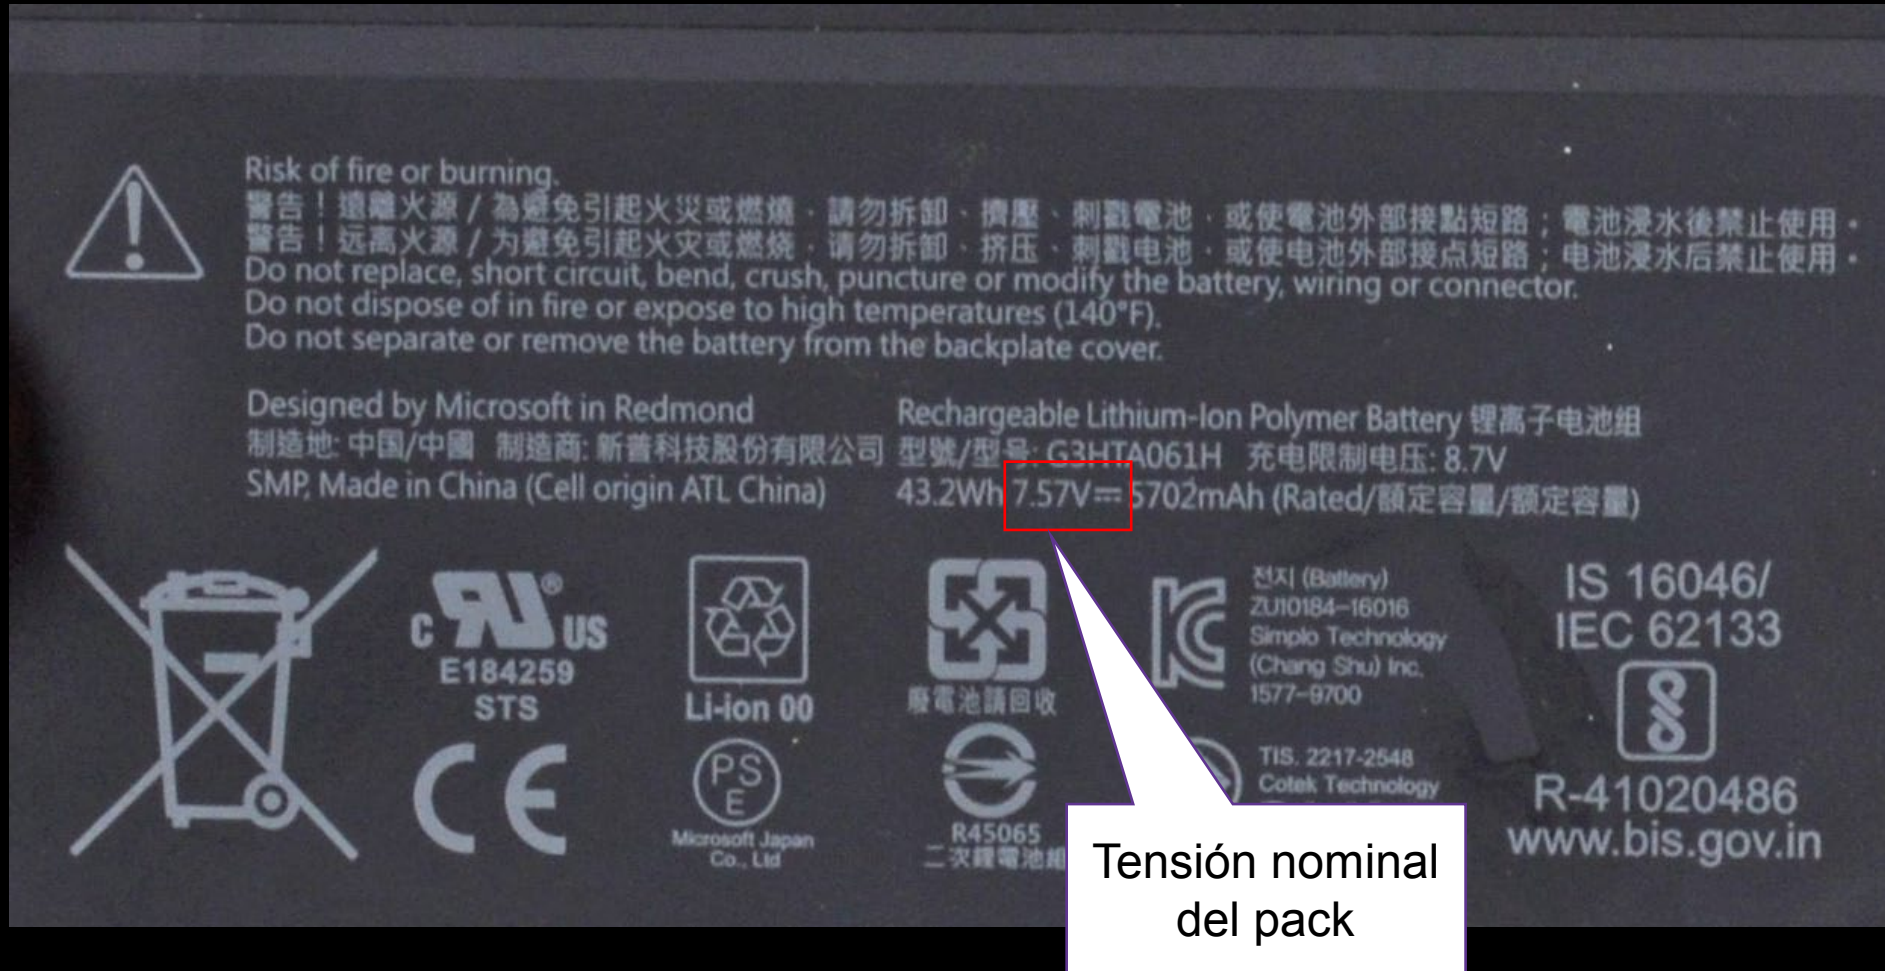 Risk of fire or burning.
警告！遠離火源 / 為避免引起火災或燃燒，請勿拆卸、擠壓、刺戳電池，或使電池外部接點短路；電池浸水後禁止使用。
警告！远离火源 / 为避免引起火灾或燃烧，请勿拆卸、挤压、刺戳电池，或使电池外部接点短路；电池浸水后禁止使用。
Do not replace, short circuit, bend, crush, puncture or modify the battery, wiring or connector.
Do not dispose of in fire or expose to high temperatures (140°F).
Do not separate or remove the battery from the backplate cover.
Designed by Microsoft in Redmond
制造地: 中国/中國 制造商: 新普科技股份有限公司
SMP, Made in China (Cell origin ATL China)
Rechargeable Lithium-Ion Polymer Battery 锂离子电池组
型號/型号: G3HTA061H 充电限制电压: 8.7V
43.2Wh 7.57V⎓ 5702mAh (Rated/額定容量/额定容量)
c RU ® US
E184259
STS
Li-ion 00
廢電池請回收
전지 (Battery)
ZU10184-16016
Simplo Technology
(Chang Shu) Inc.
1577-9700
IS 16046/
IEC 62133
CE
PS
E
Microsoft Japan
Co., Ltd
R45065
二次鋰電池組
TIS. 2217-2548
Cotek Technology
R-41020486
www.bis.gov.in
Tensión nominal
del pack